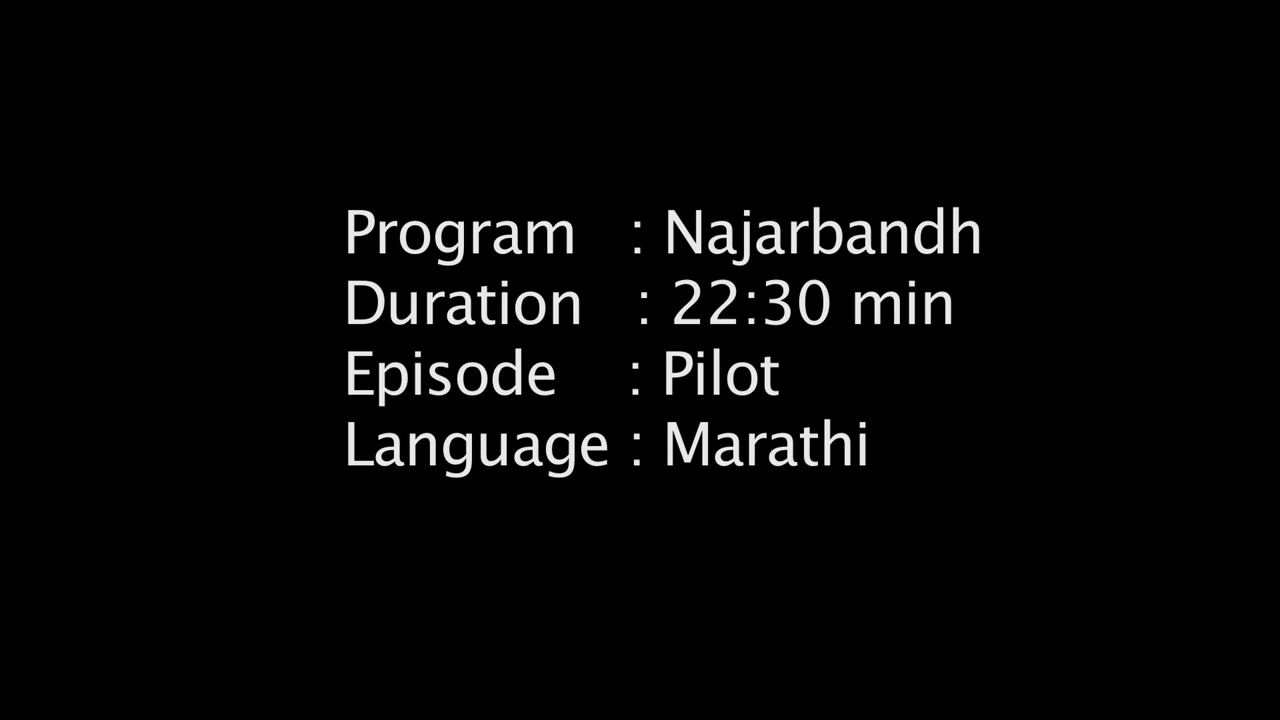 Program : Najarbandh
Duration : 22:30 min
Episode : Pilot
Language : Marathi